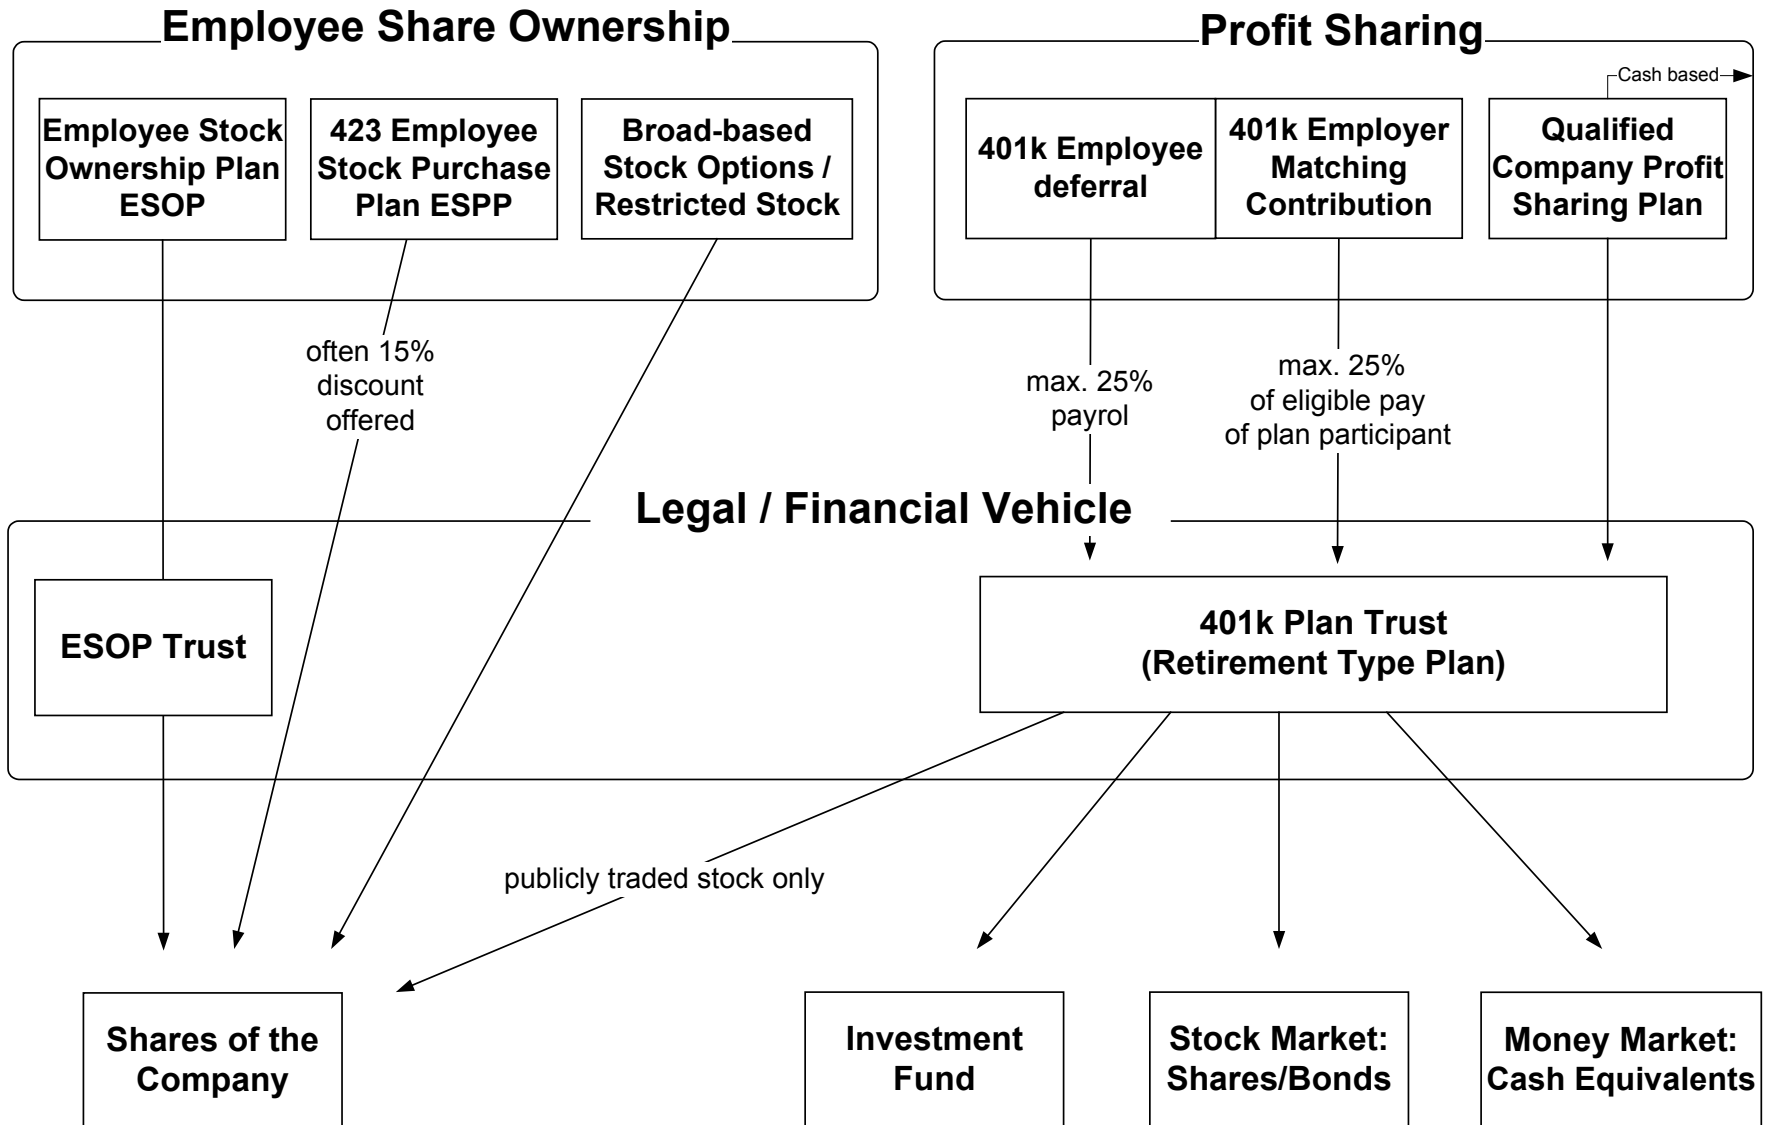 Employee Share Ownership
Employee Stock
Ownership Plan
ESOP
423 Employee
Stock Purchase
Plan ESPP
Broad-based
Stock Options /
Restricted Stock
Profit Sharing
Cash based
401k Employee
deferral
401k Employer
Matching
Contribution
Qualified
Company Profit
Sharing Plan
often 15%
discount
offered
max. 25%
payrol
max. 25%
of eligible pay
of plan participant
Legal / Financial Vehicle
ESOP Trust
401k Plan Trust
(Retirement Type Plan)
publicly traded stock only
Shares of the
Company
Investment
Fund
Stock Market:
Shares/Bonds
Money Market:
Cash Equivalents